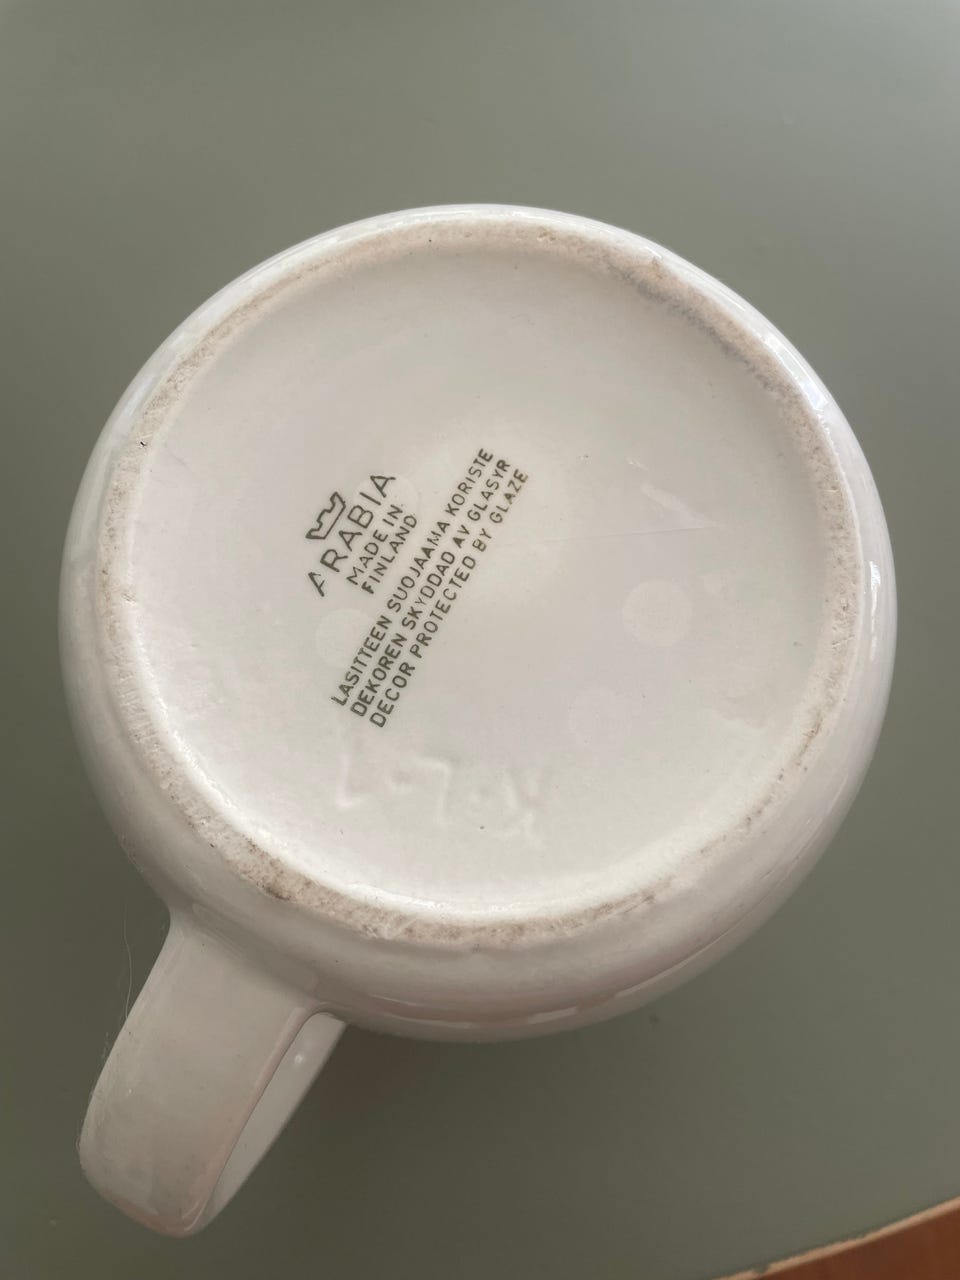 ARABIA
MADE IN
FINLAND
LASITTEEN SUOJAAMA KORISTE
DEKOREN SKYDDAD AV GLASYR
DECOR PROTECTED BY GLAZE